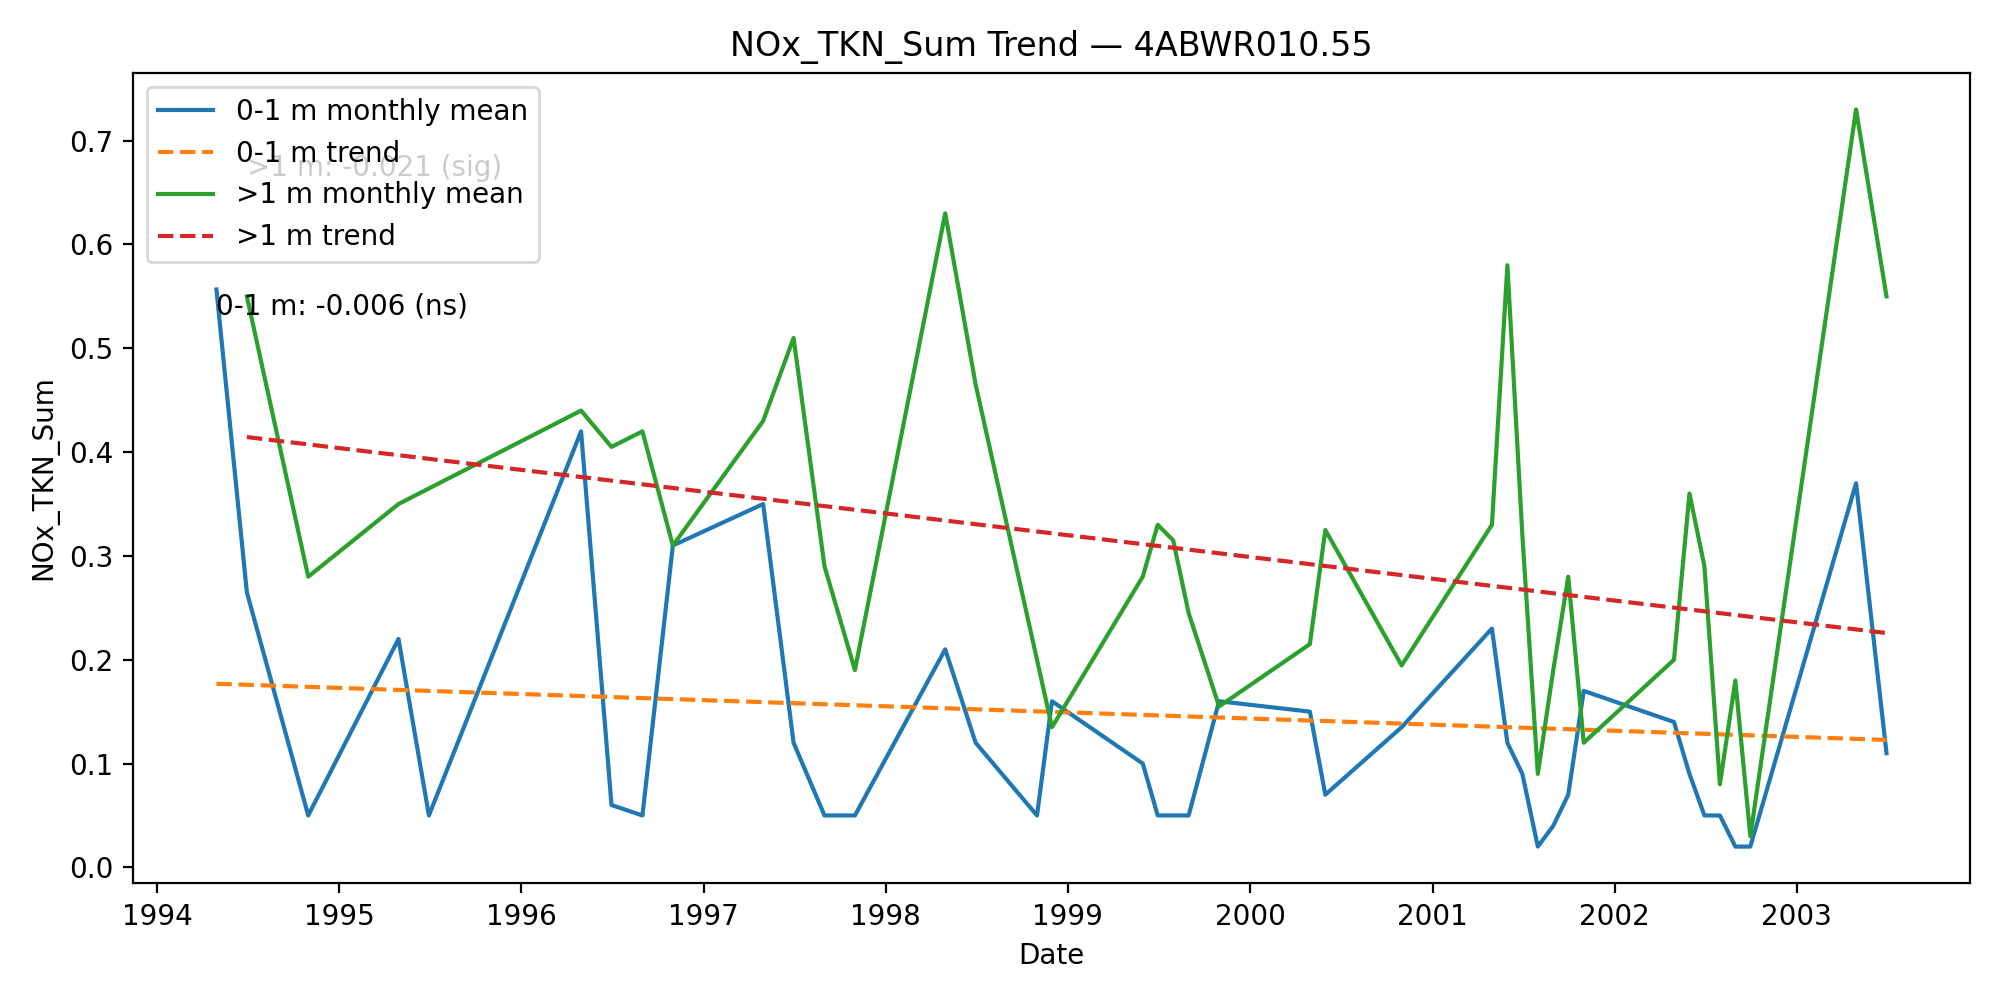 NOx_TKN_Sum Trend — 4ABWR010.55
0-1 m monthly mean
0-1 m trend
>1 m: -0.021 (sig)
>1 m monthly mean
>1 m trend
0-1 m: -0.006 (ns)
NOx_TKN_Sum
0.7
0.6
0.5
0.4
0.3
0.2
0.1
0.0
1994 1995 1996 1997 1998 1999 2000 2001 2002 2003
Date